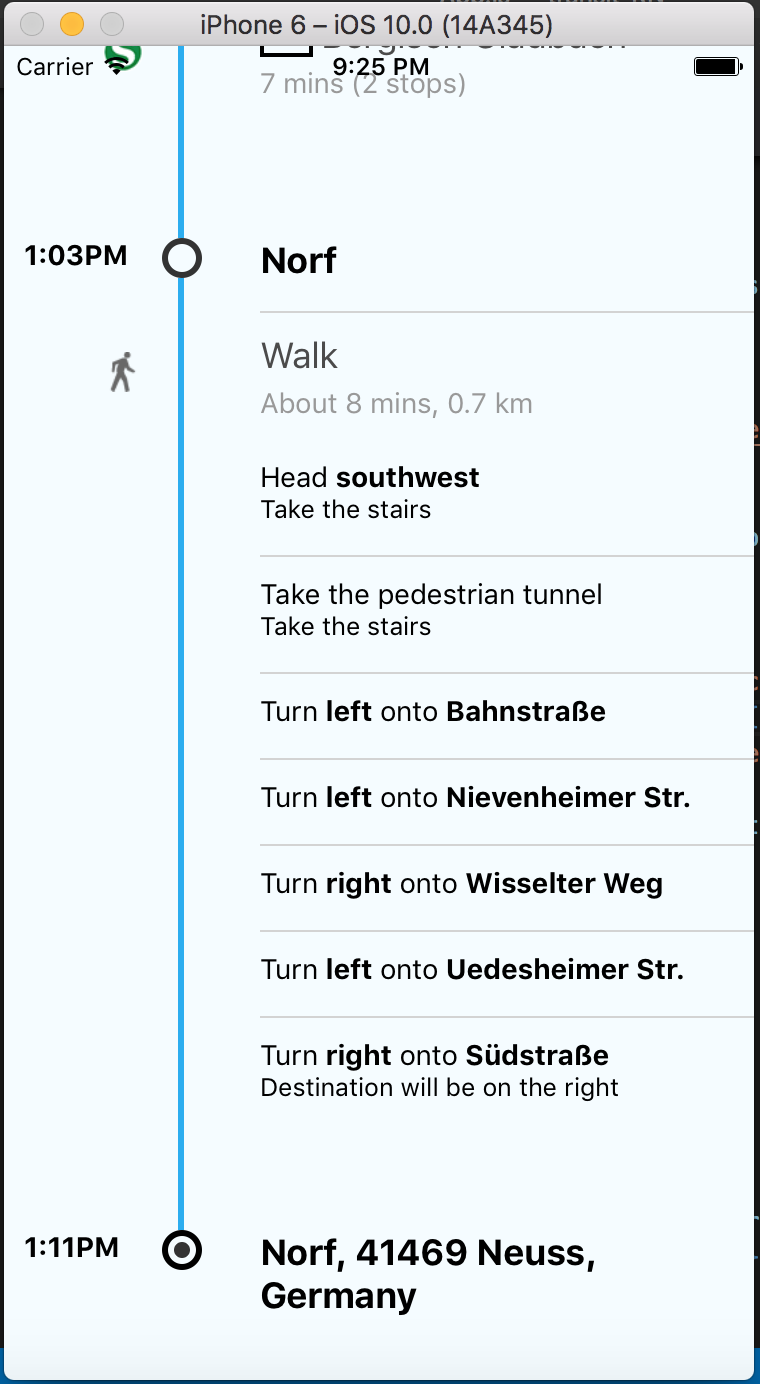 iPhone 6 – iOS 10.0 (14A345)
Carrier 9:25 PM
7 mins (2 stops)
1:03PM Norf
Walk
About 8 mins, 0.7 km
Head southwest
Take the stairs
Take the pedestrian tunnel
Take the stairs
Turn left onto Bahnstraße
Turn left onto Nievenheimer Str.
Turn right onto Wisselter Weg
Turn left onto Uedesheimer Str.
Turn right onto Südstraße
Destination will be on the right
1:11PM Norf, 41469 Neuss,
Germany